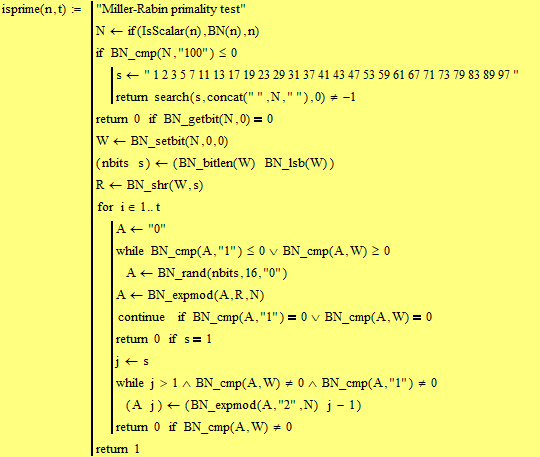 isprime(n,t) := "Miller-Rabin primality test"
N ← if(IsScalar(n),BN(n),n)
if BN_cmp(N,"100") ≤ 0
s ← " 1 2 3 5 7 11 13 17 19 23 29 31 37 41 43 47 53 59 61 67 71 73 79 83 89 97 "
return search(s,concat(" ",N," "),0) ≠ −1
return 0 if BN_getbit(N,0) = 0
W ← BN_setbit(N,0,0)
(nbits s) ← (BN_bitlen(W) BN_lsb(W))
R ← BN_shr(W,s)
for i ∈ 1..t
A ← "0"
while BN_cmp(A,"1") ≤ 0 ∨ BN_cmp(A,W) ≥ 0
A ← BN_rand(nbits,16,"0")
A ← BN_expmod(A,R,N)
continue if BN_cmp(A,"1") = 0 ∨ BN_cmp(A,W) = 0
return 0 if s = 1
j ← s
while j > 1 ∧ BN_cmp(A,W) ≠ 0 ∧ BN_cmp(A,"1") ≠ 0
(A j) ← (BN_expmod(A,"2",N) j − 1)
return 0 if BN_cmp(A,W) ≠ 0
return 1